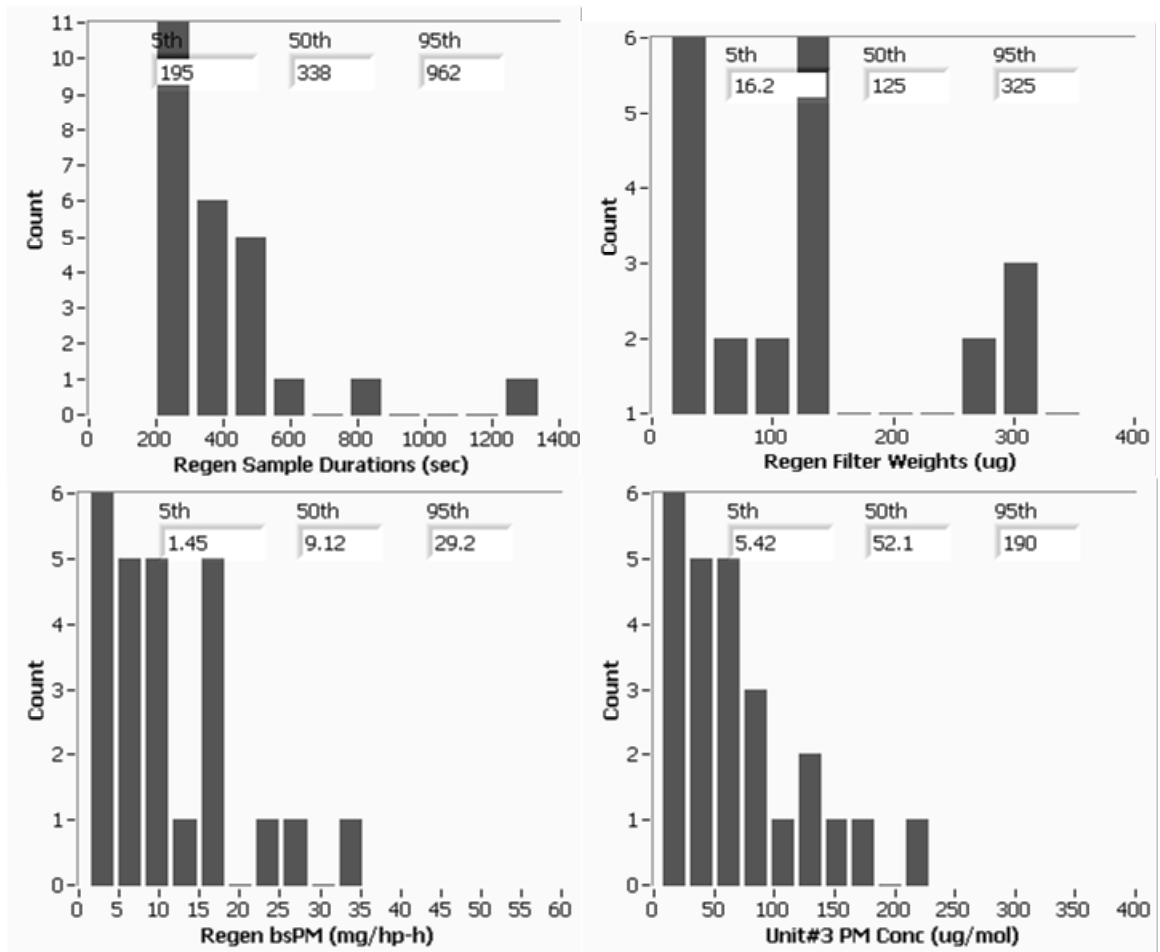 5th 50th 95th
195 338 962
11
10
9
8
7
6
5
4
3
2
1
0
Count
0 200 400 600 800 1000 1200 1400
Regen Sample Durations (sec)
5th 50th 95th
16.2 125 325
6
5
4
3
2
1
Count
0 100 200 300 400
Regen Filter Weights (ug)
5th 50th 95th
1.45 9.12 29.2
6
5
4
3
2
1
0
Count
0 5 10 15 20 25 30 35 40 45 50 55 60
Regen bsPM (mg/hp-h)
5th 50th 95th
5.42 52.1 190
6
5
4
3
2
1
0
Count
0 50 100 150 200 250 300 350 400
Unit#3 PM Conc (ug/mol)